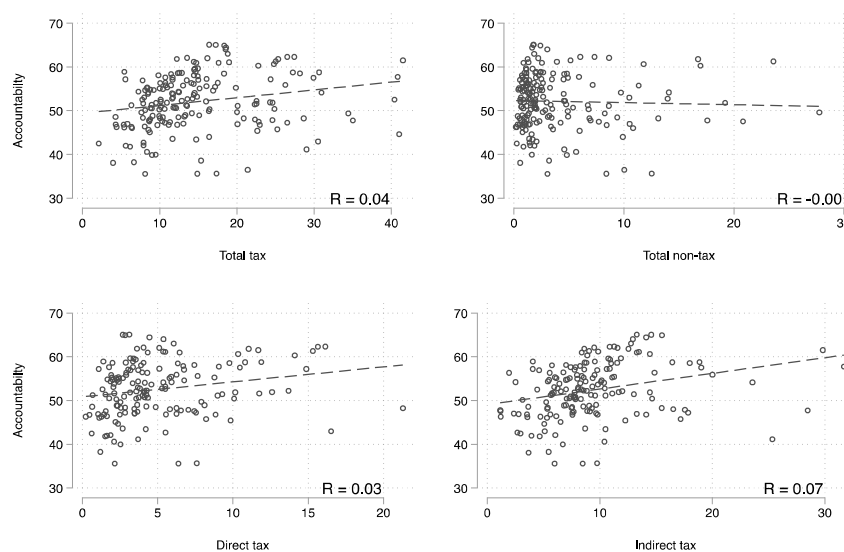 70
60
50
40
30
Accountability
R = 0.04
0 10 20 30 40
Total tax
70
60
50
40
30
R = -0.00
0 10 20 3
Total non-tax
70
60
50
40
30
Accountability
R = 0.03
0 5 10 15 20
Direct tax
70
60
50
40
30
R = 0.07
0 10 20 30
Indirect tax